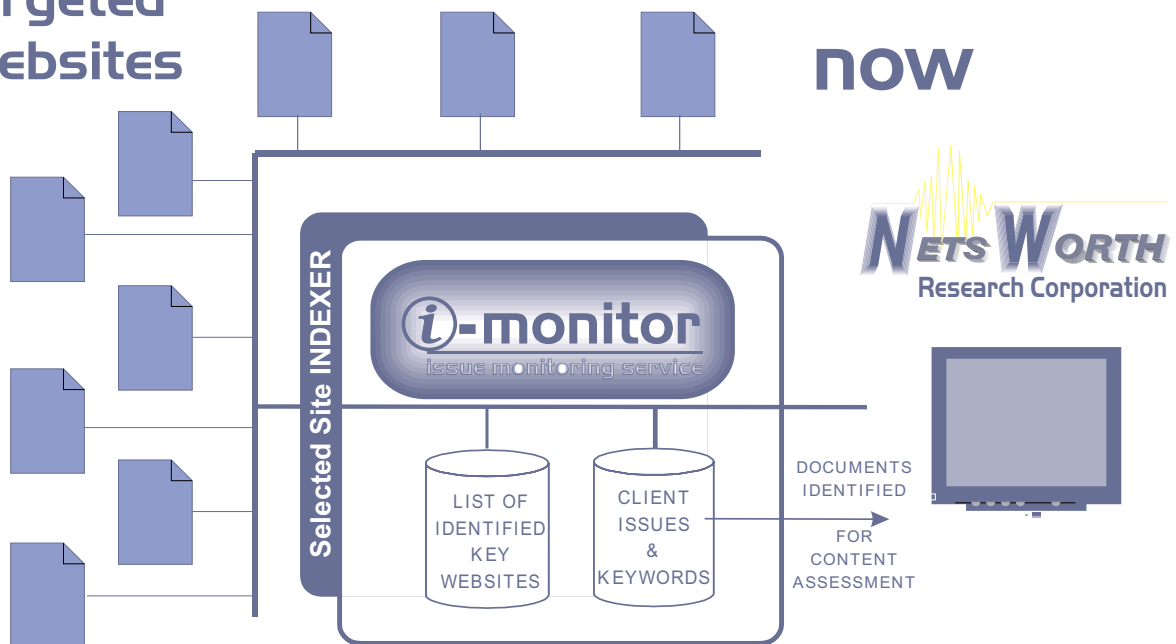 rgeted
ebsites
now
NETS WORTH
Research Corporation
Selected Site INDEXER
i-monitor
issue monitoring service
LIST OF
IDENTIFIED
KEY
WEBSITES
CLIENT
ISSUES
&
KEYWORDS
DOCUMENTS
IDENTIFIED
FOR
CONTENT
ASSESSMENT